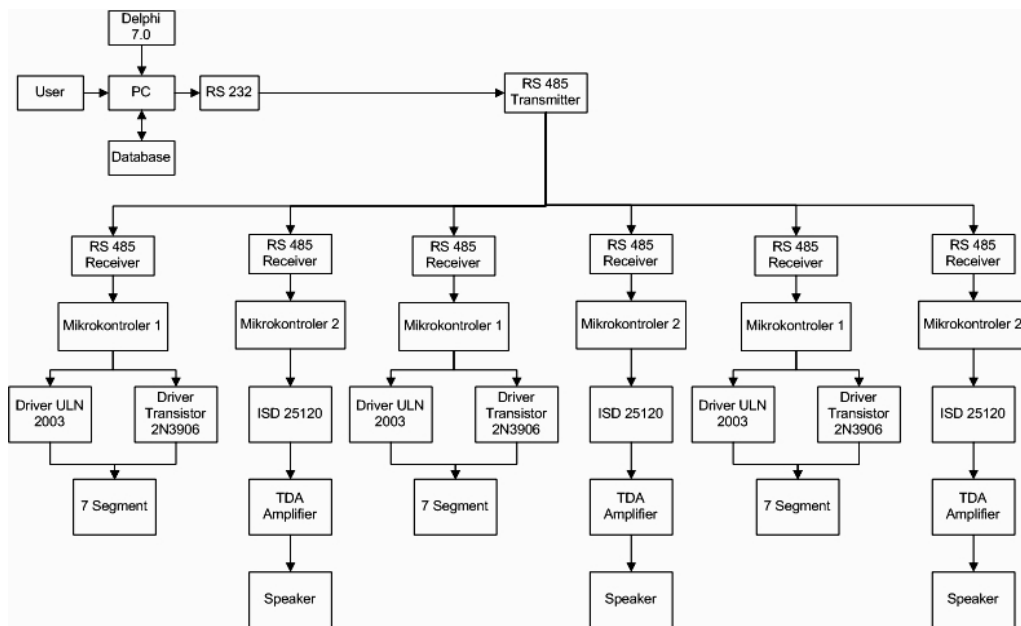 Delphi
7.0
User
PC
RS 232
RS 485
Transmitter
Database
RS 485
Receiver
RS 485
Receiver
RS 485
Receiver
RS 485
Receiver
RS 485
Receiver
RS 485
Receiver
Mikrokontroler 1
Mikrokontroler 2
Mikrokontroler 1
Mikrokontroler 2
Mikrokontroler 1
Mikrokontroler 2
Driver ULN
2003
Driver
Transistor
2N3906
ISD 25120
Driver ULN
2003
Driver
Transistor
2N3906
ISD 25120
Driver ULN
2003
Driver
Transistor
2N3906
ISD 25120
7 Segment
TDA
Amplifier
7 Segment
TDA
Amplifier
7 Segment
TDA
Amplifier
Speaker
Speaker
Speaker